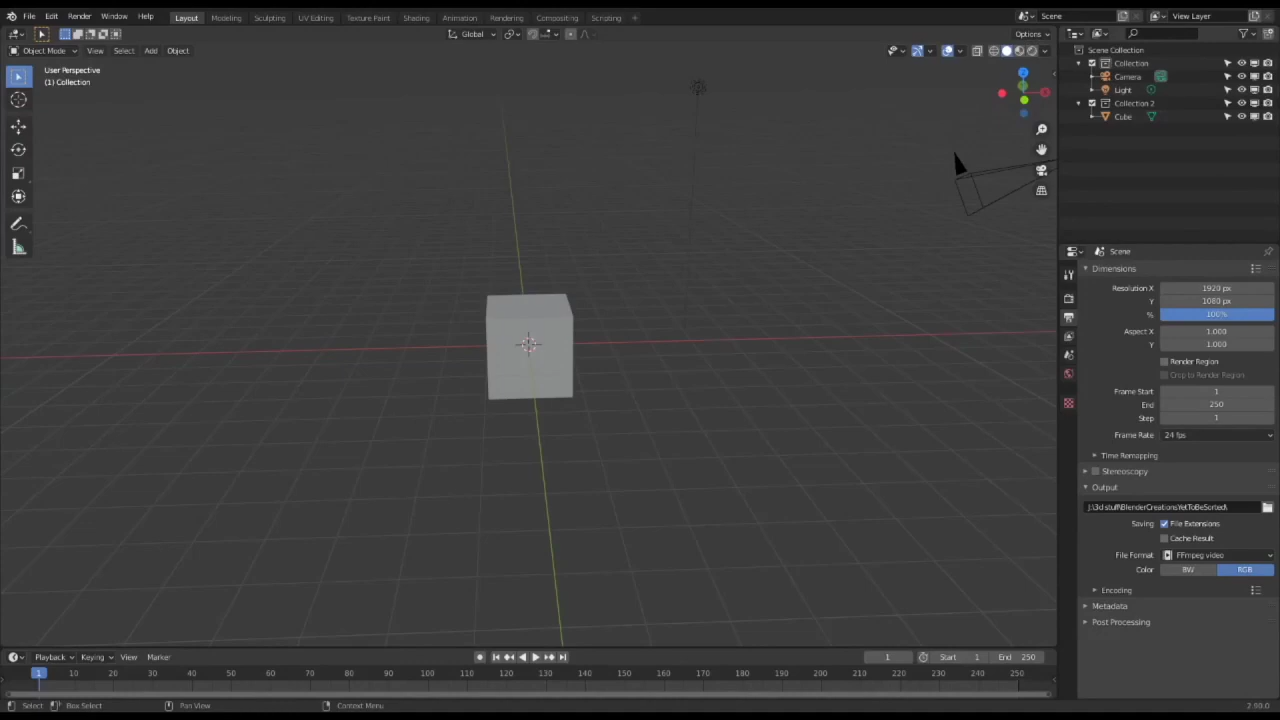 File Edit Render Window Help Layout Modeling Sculpting UV Editing Texture Paint Shading Animation Rendering Compositing Scripting + Scene View Layer
Global Options
Object Mode View Select Add Object
User Perspective
(1) Collection
Scene Collection
Collection
Camera
Light
Collection 2
Cube
Scene
Dimensions
Resolution X 1920 px
Y 1080 px
% 100%
Aspect X 1.000
Y 1.000
Render Region
Crop to Render Region
Frame Start 1
End 250
Step 1
Frame Rate 24 fps
Time Remapping
Stereoscopy
Output
J:\3d stuff\BlenderCreations\YetToBeSorted\
Saving File Extensions
Cache Result
File Format FFmpeg video
Color BW RGB
Encoding
Metadata
Post Processing
Playback Keying View Marker 1 Start 1 End 250
1 10 20 30 40 50 60 70 80 90 100 110 120 130 140 150 160 170 180 190 200 210 220 230 240 250
Select Box Select Pan View Context Menu 2.90.0